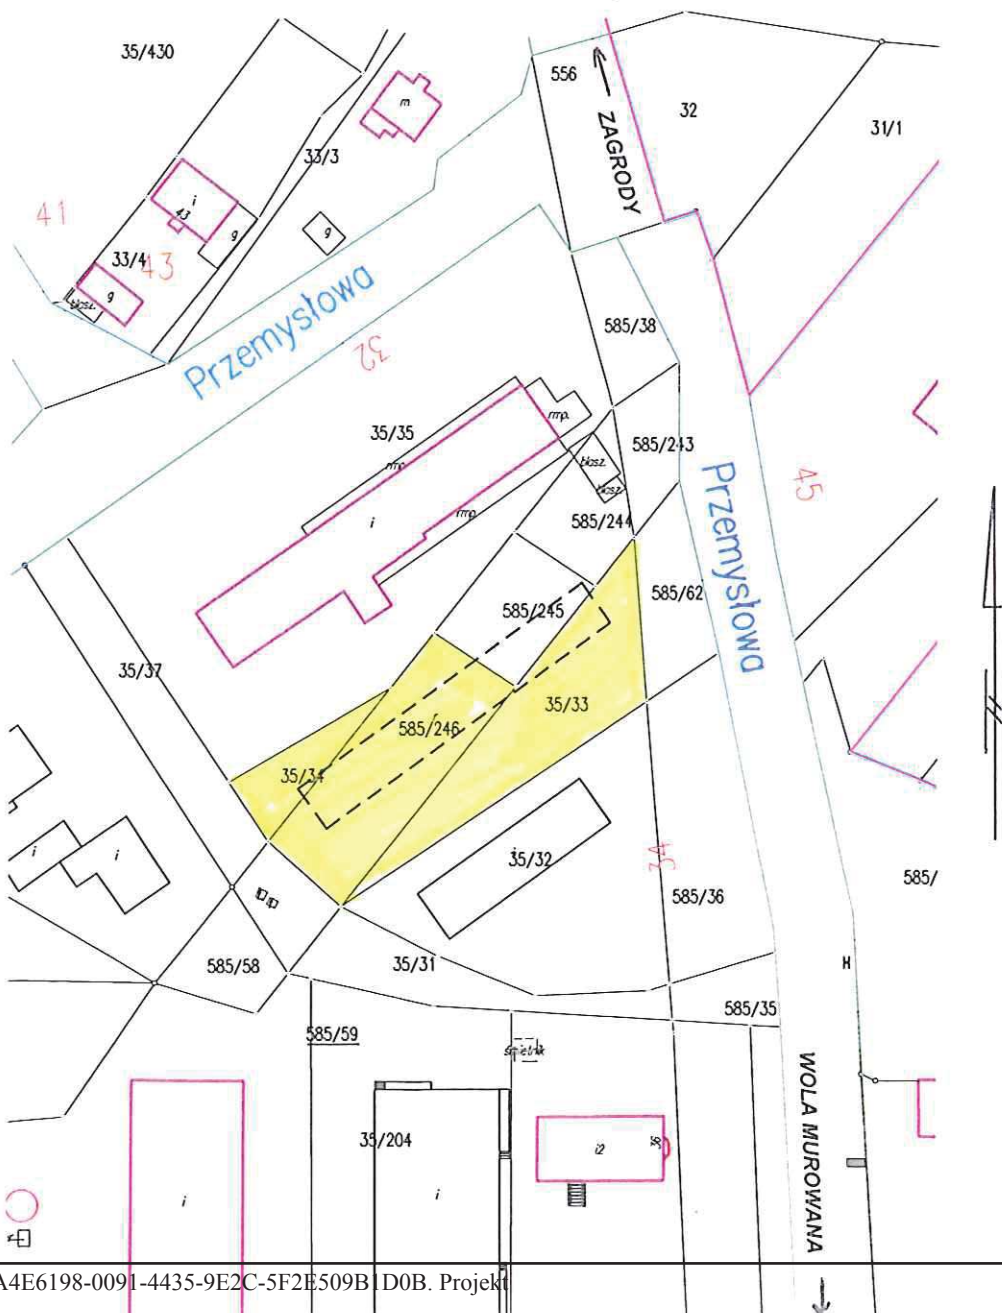 35/430
556
32
31/1
ZAGRODY
m
33/3
41
i
43
g
g
33/4
43
g
blasz.
Przemysłowa
32
585/38
35/35
rmp.
rmp.
585/243
blasz.
blasz.
i
rmp.
585/244
Przemysłowa
45
585/245
585/62
35/37
35/33
585/246
35/34
i
i
i
35/32
34
585/36
585/
585/58
35/31
H
585/35
585/59
śmietnik
WOLA MUROWANA
35/204
i2
36
i
i
A4E6198-0091-4435-9E2C-5F2E509B1D0B. Projekt